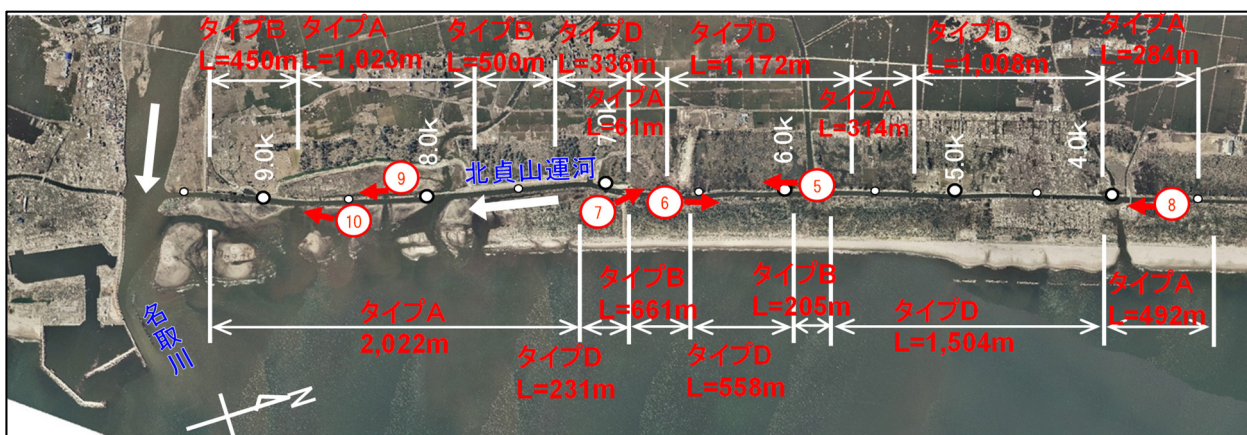 タイプB
L=450m
タイプA
L=1,023m
タイプB
L=500m
タイプD
L=336m
タイプD
L=1,172m
タイプD
L=1,008m
タイプA
L=284m
タイプA
L=61m
タイプA
L=314m
9.0k
8.0k
7.0k
6.0k
5.0k
4.0k
北貞山運河
9
10
7
6
5
8
名取川
タイプA
2,022m
タイプD
L=231m
タイプB
L=661m
タイプD
L=558m
タイプB
L=205m
タイプD
L=1,504m
タイプA
L=492m
N